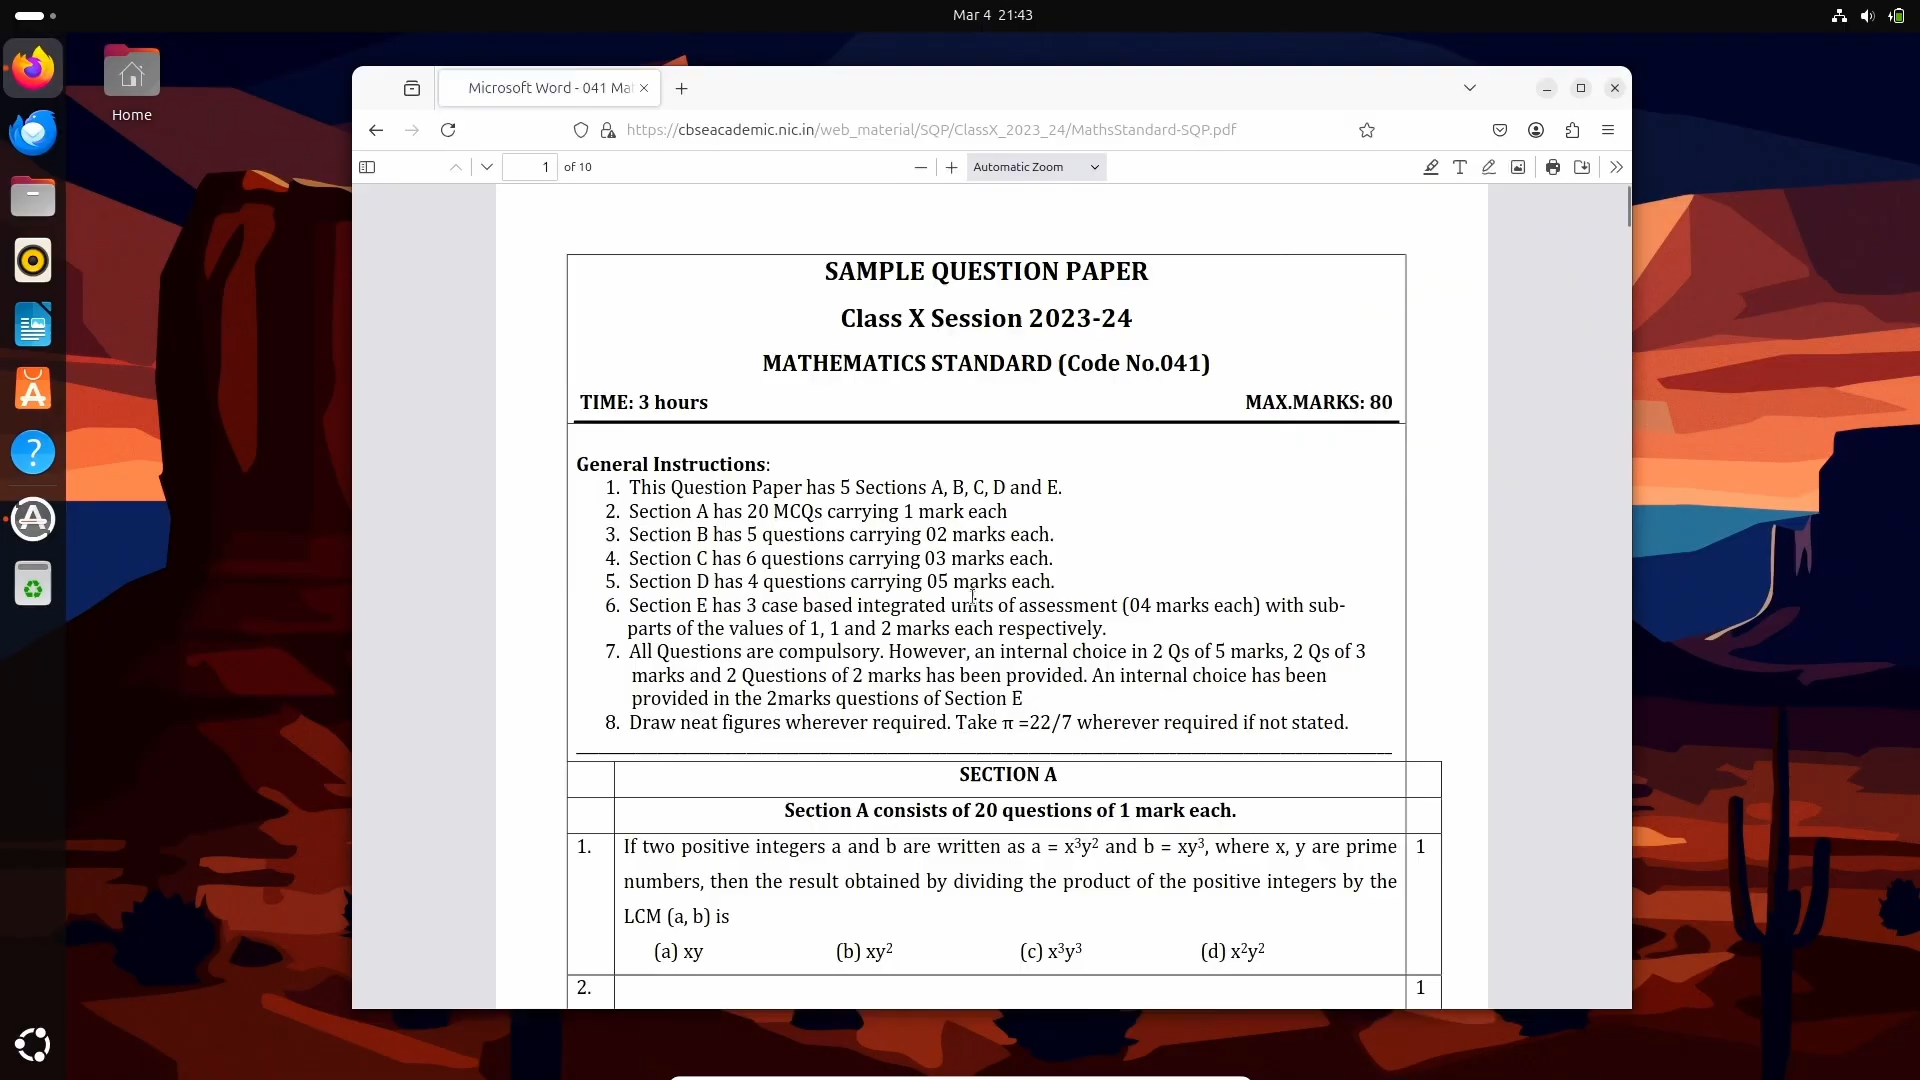 Mar 4 21:43
Home
Microsoft Word - 041 Mat
https://cbseacademic.nic.in/web_material/SQP/ClassX_2023_24/MathsStandard-SQP.pdf
1 of 10
Automatic Zoom
SAMPLE QUESTION PAPER
Class X Session 2023-24
MATHEMATICS STANDARD (Code No.041)
TIME: 3 hours MAX.MARKS: 80
General Instructions:
1. This Question Paper has 5 Sections A, B, C, D and E.
2. Section A has 20 MCQs carrying 1 mark each
3. Section B has 5 questions carrying 02 marks each.
4. Section C has 6 questions carrying 03 marks each.
5. Section D has 4 questions carrying 05 marks each.
6. Section E has 3 case based integrated units of assessment (04 marks each) with sub-
parts of the values of 1, 1 and 2 marks each respectively.
7. All Questions are compulsory. However, an internal choice in 2 Qs of 5 marks, 2 Qs of 3
marks and 2 Questions of 2 marks has been provided. An internal choice has been
provided in the 2marks questions of Section E
8. Draw neat figures wherever required. Take π =22/7 wherever required if not stated.
SECTION A
Section A consists of 20 questions of 1 mark each.
1. If two positive integers a and b are written as a = x³y² and b = xy³, where x, y are prime 1
numbers, then the result obtained by dividing the product of the positive integers by the
LCM (a, b) is
(a) xy (b) xy² (c) x³y³ (d) x²y²
2. 1